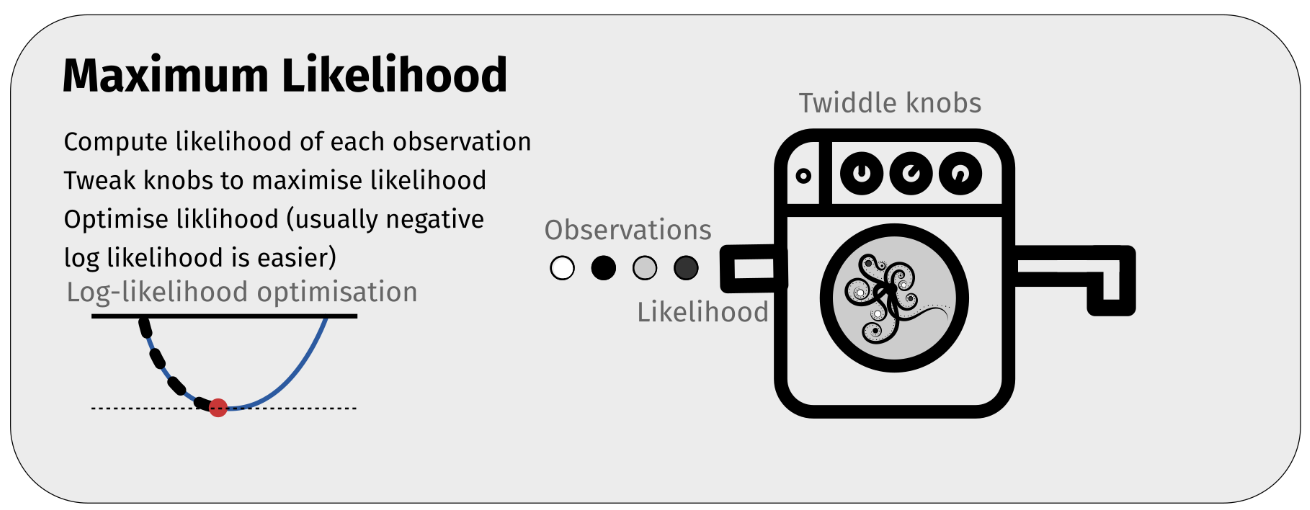 Maximum Likelihood
Compute likelihood of each observation
Tweak knobs to maximise likelihood
Optimise liklihood (usually negative
log likelihood is easier)
Log-likelihood optimisation
Twiddle knobs
Observations
Likelihood